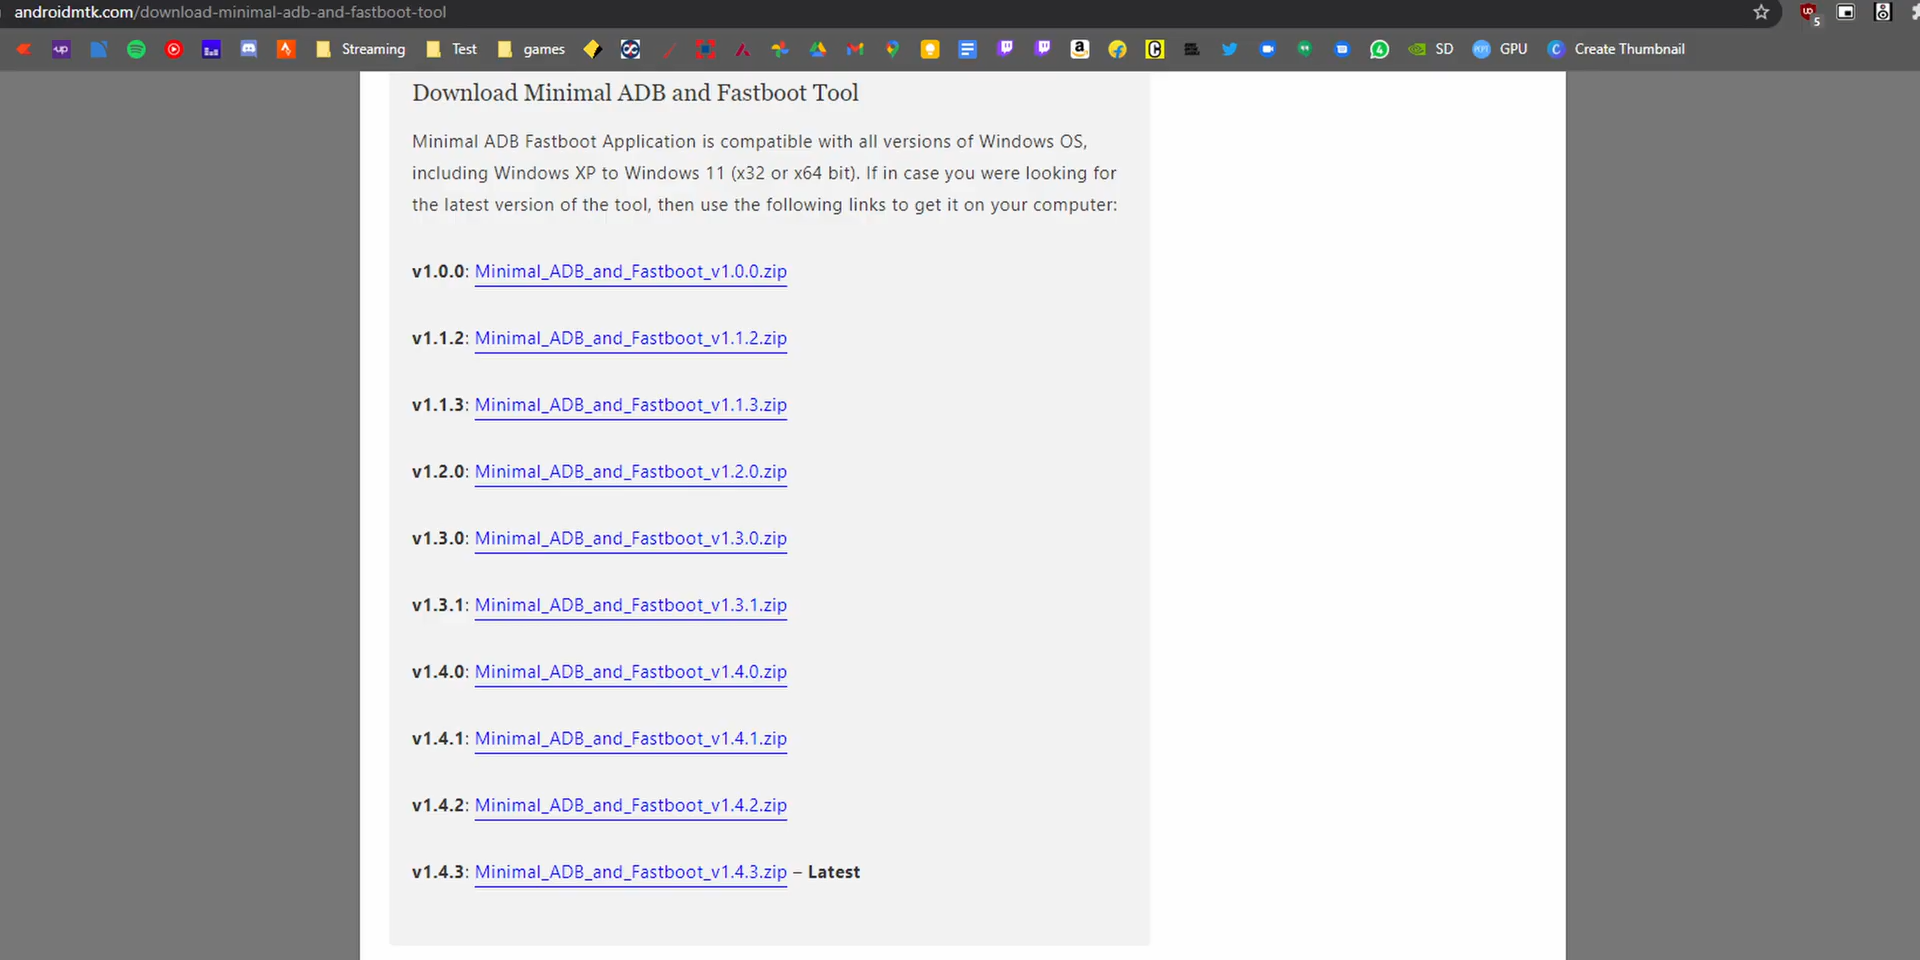 androidmtk.com/download-minimal-adb-and-fastboot-tool
5
up Streaming Test games SD GPU Create Thumbnail
Download Minimal ADB and Fastboot Tool
Minimal ADB Fastboot Application is compatible with all versions of Windows OS,
including Windows XP to Windows 11 (x32 or x64 bit). If in case you were looking for
the latest version of the tool, then use the following links to get it on your computer:
v1.0.0: Minimal_ADB_and_Fastboot_v1.0.0.zip
v1.1.2: Minimal_ADB_and_Fastboot_v1.1.2.zip
v1.1.3: Minimal_ADB_and_Fastboot_v1.1.3.zip
v1.2.0: Minimal_ADB_and_Fastboot_v1.2.0.zip
v1.3.0: Minimal_ADB_and_Fastboot_v1.3.0.zip
v1.3.1: Minimal_ADB_and_Fastboot_v1.3.1.zip
v1.4.0: Minimal_ADB_and_Fastboot_v1.4.0.zip
v1.4.1: Minimal_ADB_and_Fastboot_v1.4.1.zip
v1.4.2: Minimal_ADB_and_Fastboot_v1.4.2.zip
v1.4.3: Minimal_ADB_and_Fastboot_v1.4.3.zip – Latest